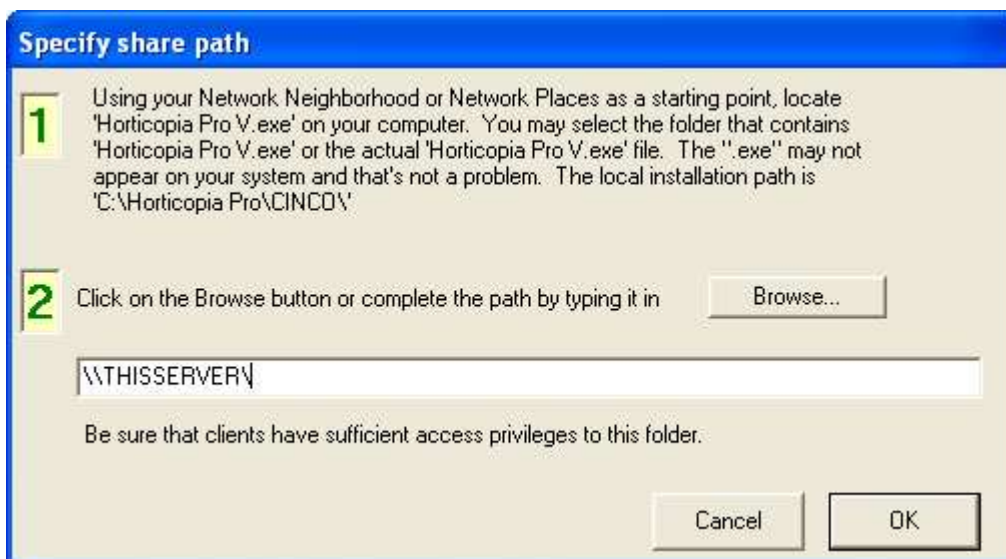 Specify share path
1
Using your Network Neighborhood or Network Places as a starting point, locate
'Horticopia Pro V.exe' on your computer. You may select the folder that contains
'Horticopia Pro V.exe' or the actual 'Horticopia Pro V.exe' file. The ".exe" may not
appear on your system and that's not a problem. The local installation path is
'C:\Horticopia Pro\CINCO\'
2
Click on the Browse button or complete the path by typing it in
Browse...
\\THISSERVER\
Be sure that clients have sufficient access privileges to this folder.
Cancel
OK